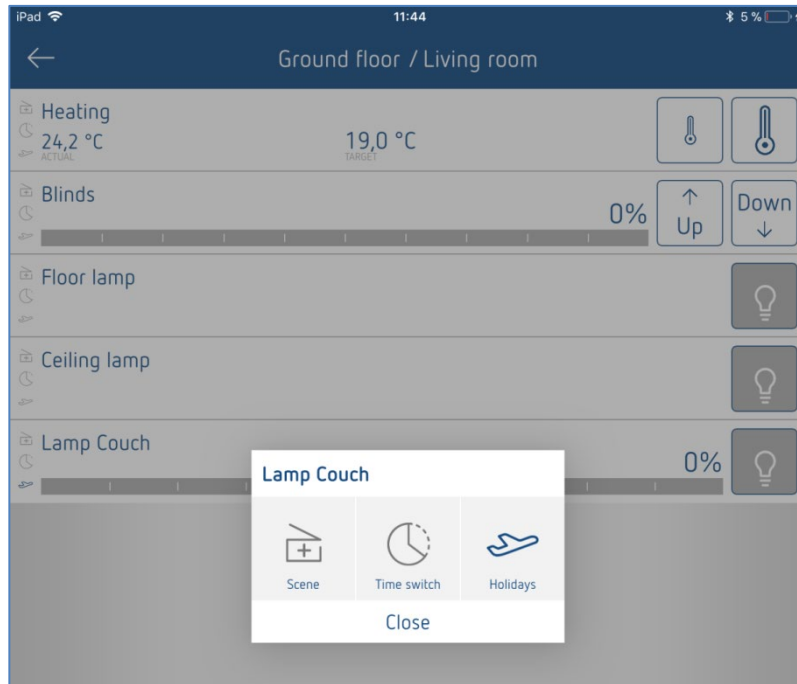 iPad 11:44 5 %
Ground floor / Living room
Heating
24,2 °C 19,0 °C
ACTUAL TARGET
Blinds
0%
Up
Down
Floor lamp
Ceiling lamp
Lamp Couch
0%
Lamp Couch
Scene Time switch Holidays
Close